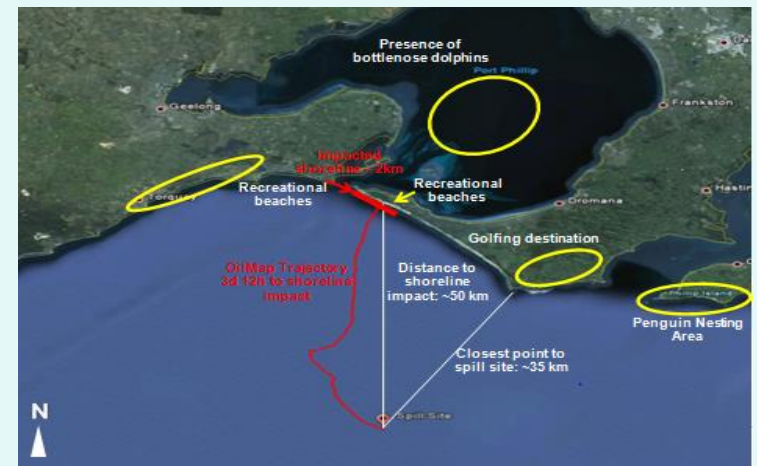 Presence of
bottlenose dolphins
Port Phillip
Geelong
Frankston
Impacted
shoreline ~2km
Torquay
Recreational
beaches
Recreational
beaches
Dromana
Golfing destination
OilMap Trajectory
3d 12h to shoreline
impact
Distance to
shoreline
impact: ~50 km
Phillip Island
Penguin Nesting
Area
Closest point to
spill site: ~35 km
N
Spill Site